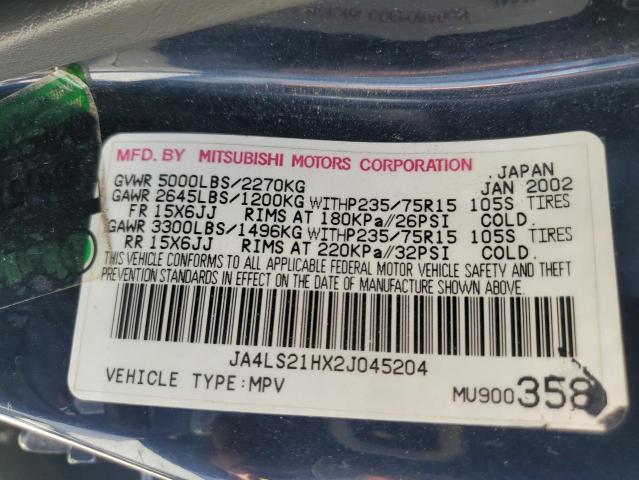 MFD. BY MITSUBISHI MOTORS CORPORATION
, JAPAN
GVWR 5000LBS/2270KG JAN 2002
GAWR 2645LBS/1200KG WITHP235/75R15 105S TIRES
FR 15X6JJ RIMS AT 180KPa//26PSI COLD.
GAWR 3300LBS/1496KG WITHP235/75R15 105S TIRES
RR 15X6JJ RIMS AT 220KPa//32PSI COLD.
THIS VEHICLE CONFORMS TO ALL APPLICABLE FEDERAL MOTOR VEHICLE SAFETY AND THEFT
PREVENTION STANDARDS IN EFFECT ON THE DATE OF MANUFACTURE SHOWN ABOVE.
JA4LS21HX2J045204
VEHICLE TYPE:MPV
MU900358